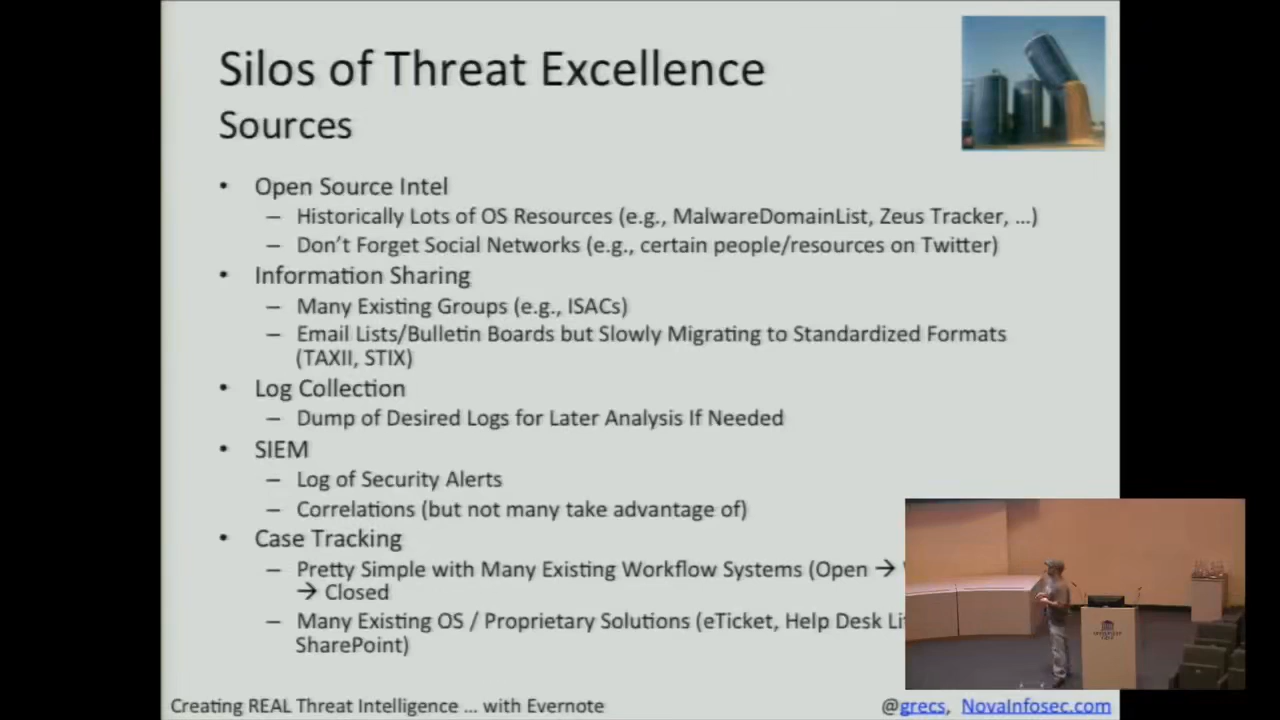 Silos of Threat Excellence
Sources
• Open Source Intel
– Historically Lots of OS Resources (e.g., MalwareDomainList, Zeus Tracker, …)
– Don’t Forget Social Networks (e.g., certain people/resources on Twitter)
• Information Sharing
– Many Existing Groups (e.g., ISACs)
– Email Lists/Bulletin Boards but Slowly Migrating to Standardized Formats
(TAXII, STIX)
• Log Collection
– Dump of Desired Logs for Later Analysis If Needed
• SIEM
– Log of Security Alerts
– Correlations (but not many take advantage of)
• Case Tracking
– Pretty Simple with Many Existing Workflow Systems (Open →
→ Closed
– Many Existing OS / Proprietary Solutions (eTicket, Help Desk
SharePoint)
Creating REAL Threat Intelligence … with Evernote
@grecs, NovaInfosec.com